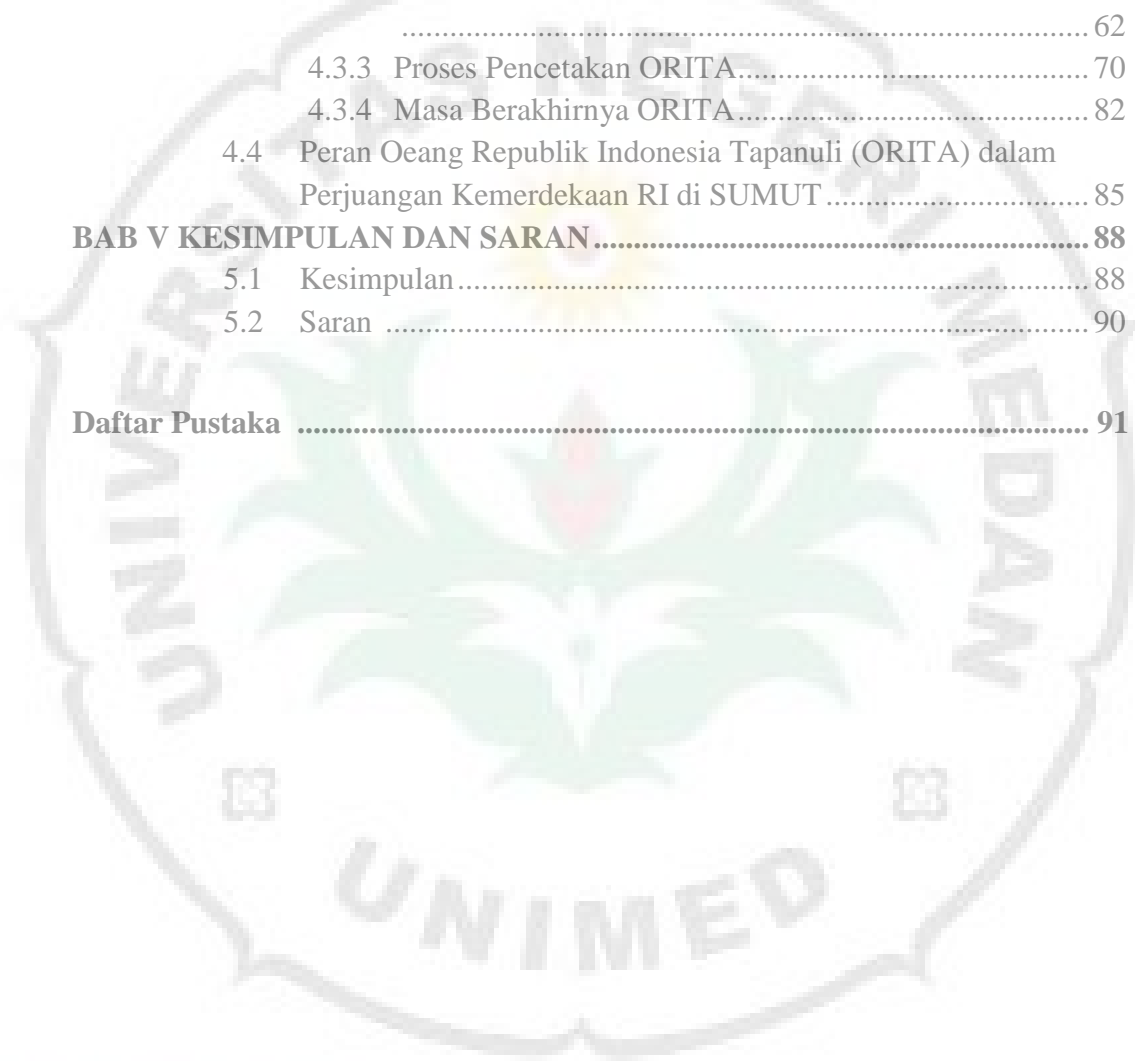 ........................................................................................ 62
4.3.3 Proses Pencetakan ORITA ............................................. 70
4.3.4 Masa Berakhirnya ORITA ............................................. 82
4.4 Peran Oeang Republik Indonesia Tapanuli (ORITA) dalam
Perjuangan Kemerdekaan RI di SUMUT .................................. 85
BAB V KESIMPULAN DAN SARAN ............................................................... 88
5.1 Kesimpulan ................................................................................ 88
5.2 Saran .......................................................................................... 90
Daftar Pustaka ..................................................................................................... 91
UNIVERSITAS NEGERI MEDAN
UNIMED